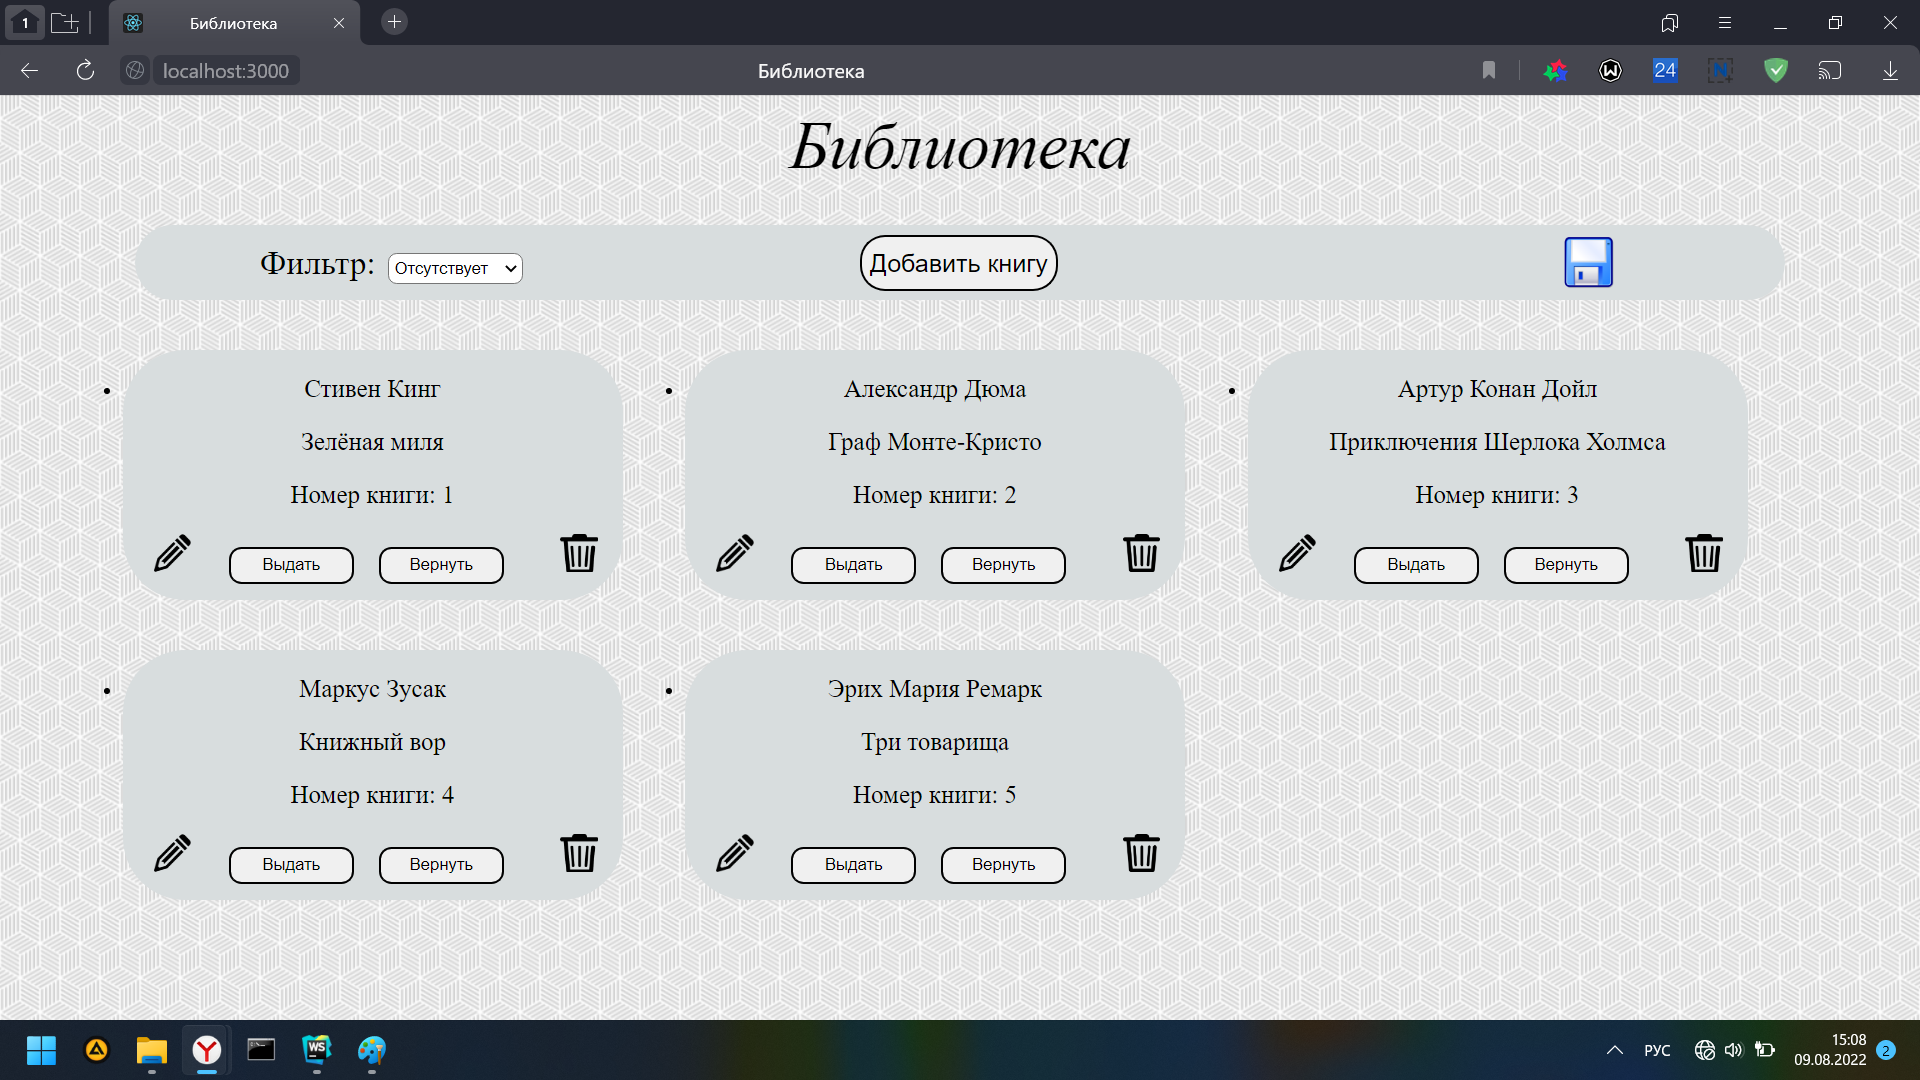 1
Библиотека
localhost:3000
Библиотека
24
Библиотека
Фильтр: Отсутствует
Добавить книгу
Стивен Кинг
Зелёная миля
Номер книги: 1
Выдать Вернуть
Александр Дюма
Граф Монте-Кристо
Номер книги: 2
Выдать Вернуть
Артур Конан Дойл
Приключения Шерлока Холмса
Номер книги: 3
Выдать Вернуть
Маркус Зусак
Книжный вор
Номер книги: 4
Выдать Вернуть
Эрих Мария Ремарк
Три товарища
Номер книги: 5
Выдать Вернуть
WS
РУС
15:08
09.08.2022
2